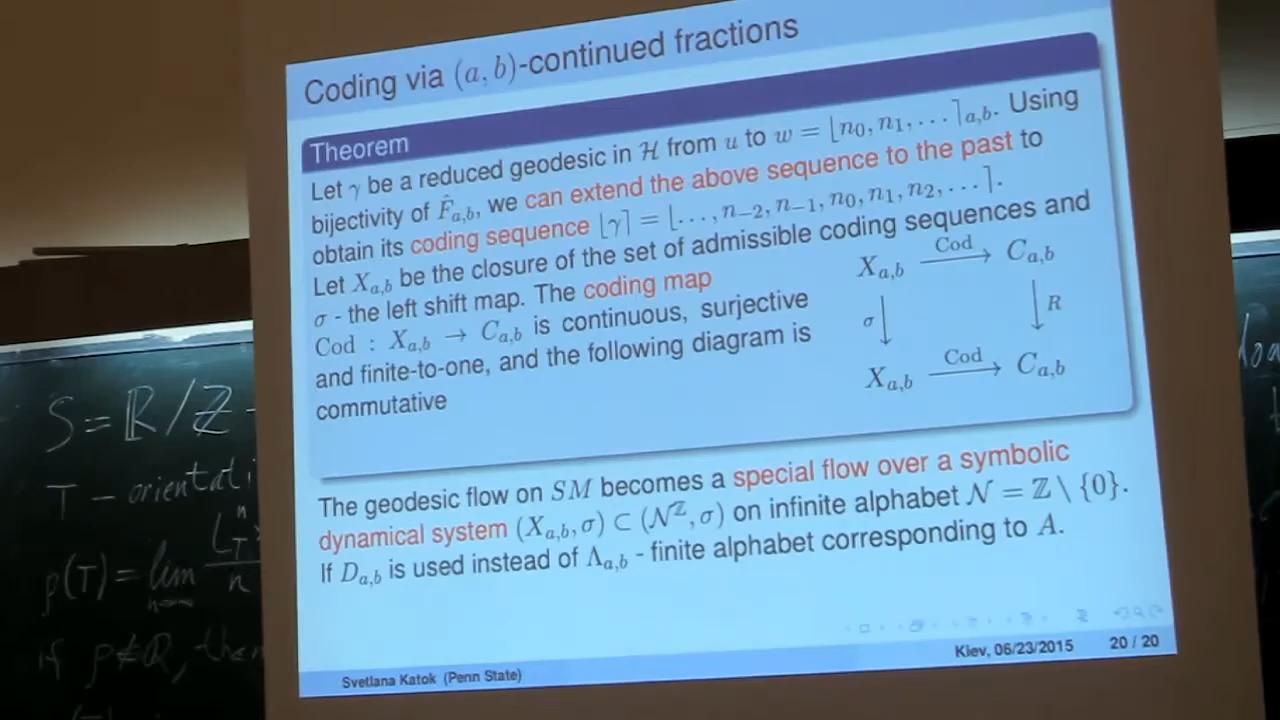 Coding via (a, b)-continued fractions
Theorem
Let γ be a reduced geodesic in ℋ from u to w = ⌊n₀, n₁, . . .⌉ₐ,b. Using
bijectivity of F̂ₐ,b, we can extend the above sequence to the past to
obtain its coding sequence ⌊γ⌉ = ⌊. . . , n₋₂, n₋₁, n₀, n₁, n₂, . . .⌉.
Let Xₐ,b be the closure of the set of admissible coding sequences and
σ - the left shift map. The coding map
Cod : Xₐ,b → Cₐ,b is continuous, surjective
and finite-to-one, and the following diagram is
commutative
Xₐ,b Cod → Cₐ,b
σ ↓ ↓ R
Xₐ,b Cod → Cₐ,b
The geodesic flow on SM becomes a special flow over a symbolic
dynamical system (Xₐ,b, σ) ⊂ (𝒩^ℤ, σ) on infinite alphabet 𝒩 = ℤ \ {0}.
If Dₐ,b is used instead of Λₐ,b - finite alphabet corresponding to A.
Svetlana Katok (Penn State)
Kiev, 06/23/2015
20 / 20
S = ℝ/ℤ
T - orientati
ρ(T) = lim
n
if ρ∉ℚ, the